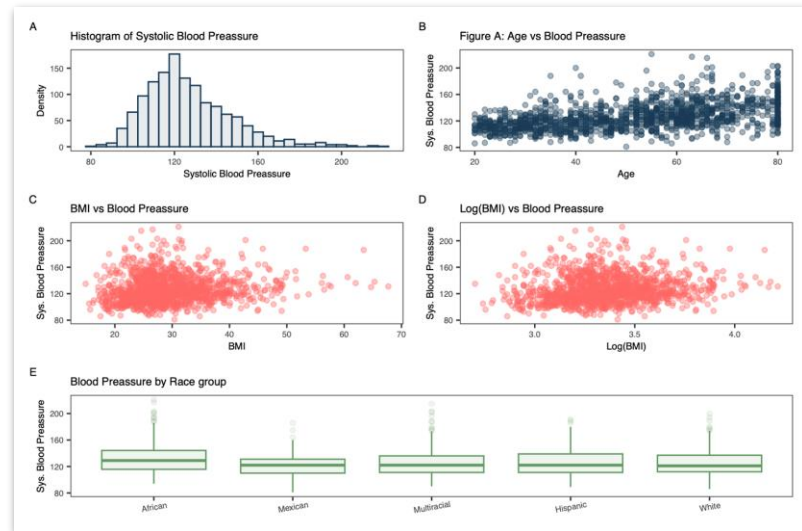 A
Histogram of Systolic Blood Preassure
Density
150
100
50
0
80
120
160
200
Systolic Blood Preassure
B
Figure A: Age vs Blood Preassure
Sys. Blood Preassure
200
160
120
80
20
40
60
80
Age
C
BMI vs Blood Preassure
Sys. Blood Preassure
200
160
120
80
20
30
40
50
60
70
BMI
D
Log(BMI) vs Blood Preassure
Sys. Blood Preassure
200
160
120
80
3.0
3.5
4.0
Log(BMI)
E
Blood Preassure by Race group
Sys. Blood Preassure
200
160
120
80
African
Mexican
Multiracial
Hispanic
White